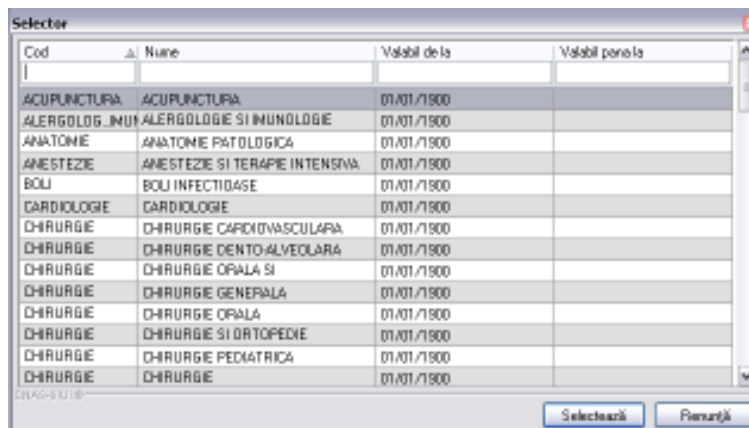 Selector
Cod Nume Valabil de la Valabil pana la
ACUPUNCTURA ACUPUNCTURA 01/01/1900
ALERGOLOG_IMUN ALERGOLOGIE SI IMUNOLOGIE 01/01/1900
ANATOMIE ANATOMIE PATOLOGICA 01/01/1900
ANESTEZIE ANESTEZIE SI TERAPIE INTENSIVA 01/01/1900
BOLI BOLI INFECTIOASE 01/01/1900
CARDIOLOGIE CARDIOLOGIE 01/01/1900
CHIRURGIE CHIRURGIE CARDIOVASCULARA 01/01/1900
CHIRURGIE CHIRURGIE DENTO-ALVEOLARA 01/01/1900
CHIRURGIE CHIRURGIE ORALA SI 01/01/1900
CHIRURGIE CHIRURGIE GENERALA 01/01/1900
CHIRURGIE CHIRURGIE ORALA 01/01/1900
CHIRURGIE CHIRURGIE SI ORTOPEDIE 01/01/1900
CHIRURGIE CHIRURGIE PEDIATRICA 01/01/1900
CHIRURGIE CHIRURGIE 01/01/1900
Selectează Renunță